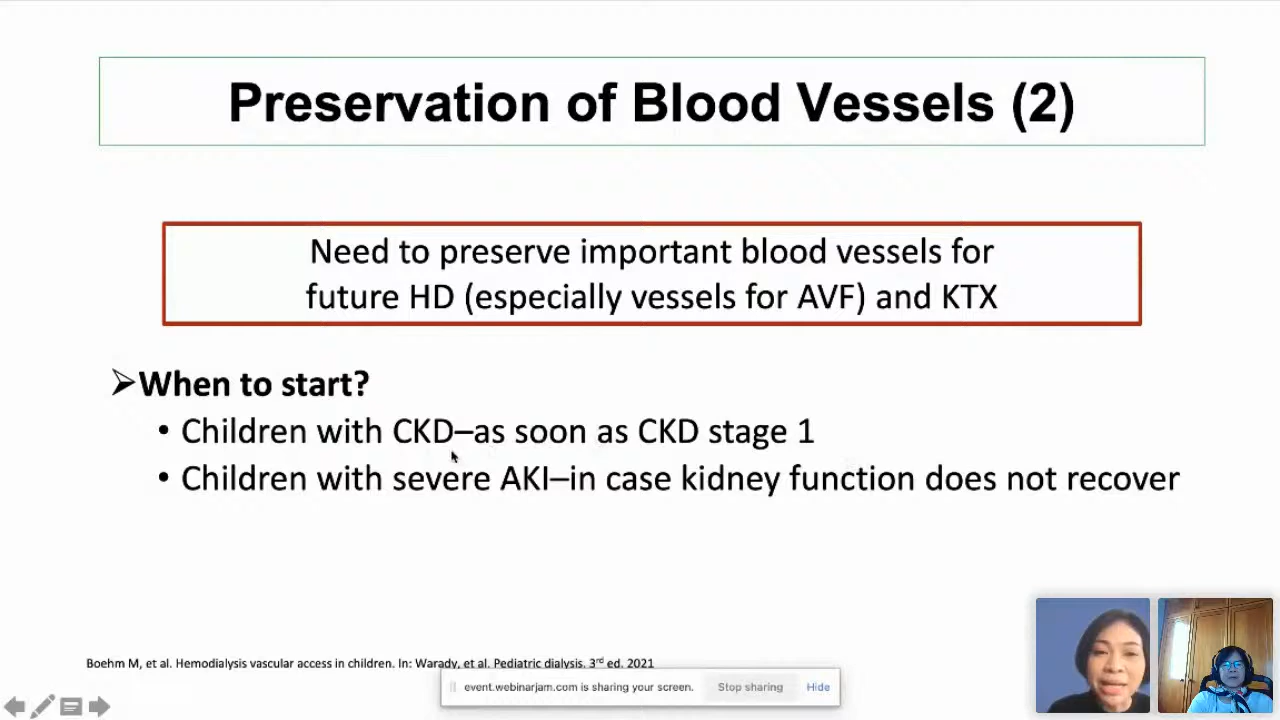 Preservation of Blood Vessels (2)
Need to preserve important blood vessels for
future HD (especially vessels for AVF) and KTX
➢When to start?
• Children with CKD–as soon as CKD stage 1
• Children with severe AKI–in case kidney function does not recover
Boehm M, et al. Hemodialysis vascular access in children. In: Warady, et al. Pediatric dialysis. 3rd ed. 2021
event.webinarjam.com is sharing your screen. Stop sharing Hide